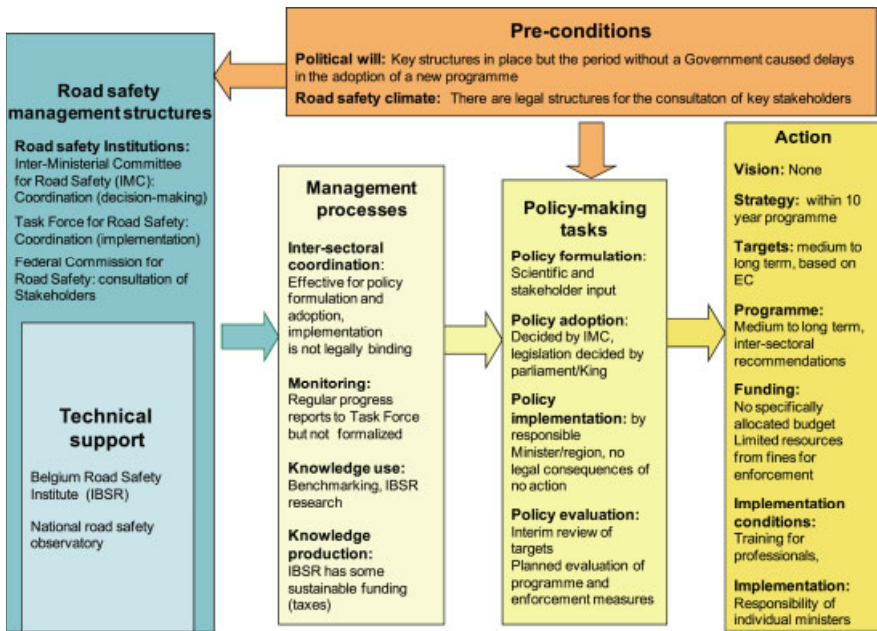 Pre-conditions
Political will: Key structures in place but the period without a Government caused delays
in the adoption of a new programme
Road safety climate: There are legal structures for the consultaton of key stakeholders
Road safety
management structures
Road safety Institutions:
Inter-Ministerial Committee
for Road Safety (IMC):
Coordination (decision-making)
Task Force for Road Safety:
Coordination (implementation)
Federal Commission for
Road Safety: consultation of
Stakeholders
Technical
support
Belgium Road Safety
Institute (IBSR)
National road safety
observatory
Management
processes
Inter-sectoral
coordination:
Effective for policy
formulation and
adoption,
implementation
is not legally binding
Monitoring:
Regular progress
reports to Task Force
but not formalized
Knowledge use:
Benchmarking, IBSR
research
Knowledge
production:
IBSR has some
sustainable funding
(taxes)
Policy-making
tasks
Policy formulation:
Scientific and
stakeholder input
Policy adoption:
Decided by IMC,
legislation decided by
parliament/King
Policy
implementation: by
responsible
Minister/region, no
legal consequences of
no action
Policy evaluation:
Interim review of
targets
Planned evaluation of
programme and
enforcement measures
Action
Vision: None
Strategy: within 10
year programme
Targets: medium to
long term, based on
EC
Programme:
Medium to long term,
inter-sectoral
recommendations
Funding:
No specifically
allocated budget
Limited resources
from fines for
enforcement
Implementation
conditions:
Training for
professionals,
Implementation:
Responsibility of
individual ministers